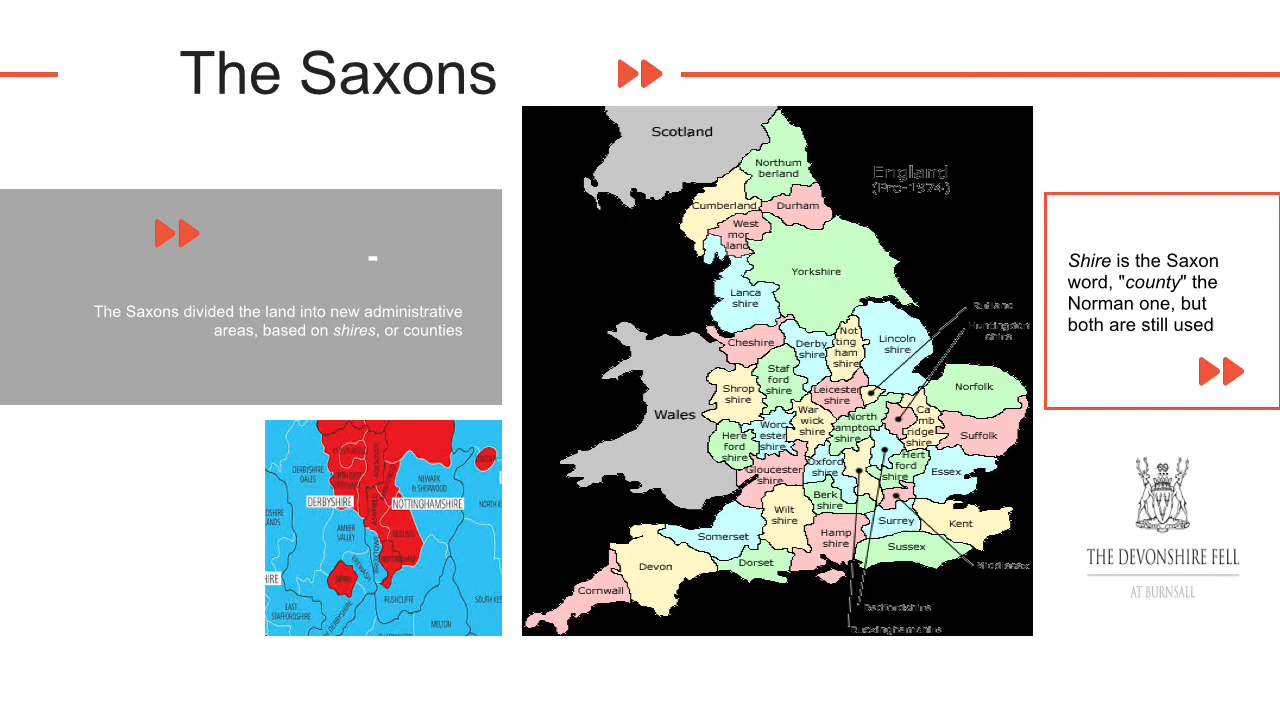 The Saxons
The Saxons divided the land into new administrative
areas, based on shires, or counties
Scotland
England
(Pre-1974)
Northum
berland
Cumberland
Durham
West
mor
land
Yorkshire
Lanca
shire
Rutland
Huntingdon
shire
Cheshire
Derby
shire
Not
ting
ham
shire
Lincoln
shire
Staf
ford
shire
Shrop
shire
Leicester
shire
Norfolk
Wales
War
wick
shire
North
ampton
shire
Ca
mb
ridge
shire
Suffolk
Here
ford
shire
Worc
ester
shire
Gloucester
shire
Oxford
shire
Hert
ford
shire
Essex
Berk
shire
Wilt
shire
Surrey
Kent
Somerset
Hamp
shire
Sussex
Dorset
Devon
Cornwall
Middlesex
Bedfordshire
Buckinghamshire
Shire is the Saxon
word, "county" the
Norman one, but
both are still used
DERBYSHIRE
DALES
NEWARK
& SHERWOOD
DERBYSHIRE
NOTTINGHAMSHIRE
AMBER
VALLEY
DERBY
EAST
STAFFORDSHIRE
RUSHCLIFFE
MELTON
THE DEVONSHIRE FELL
AT BURNSALL